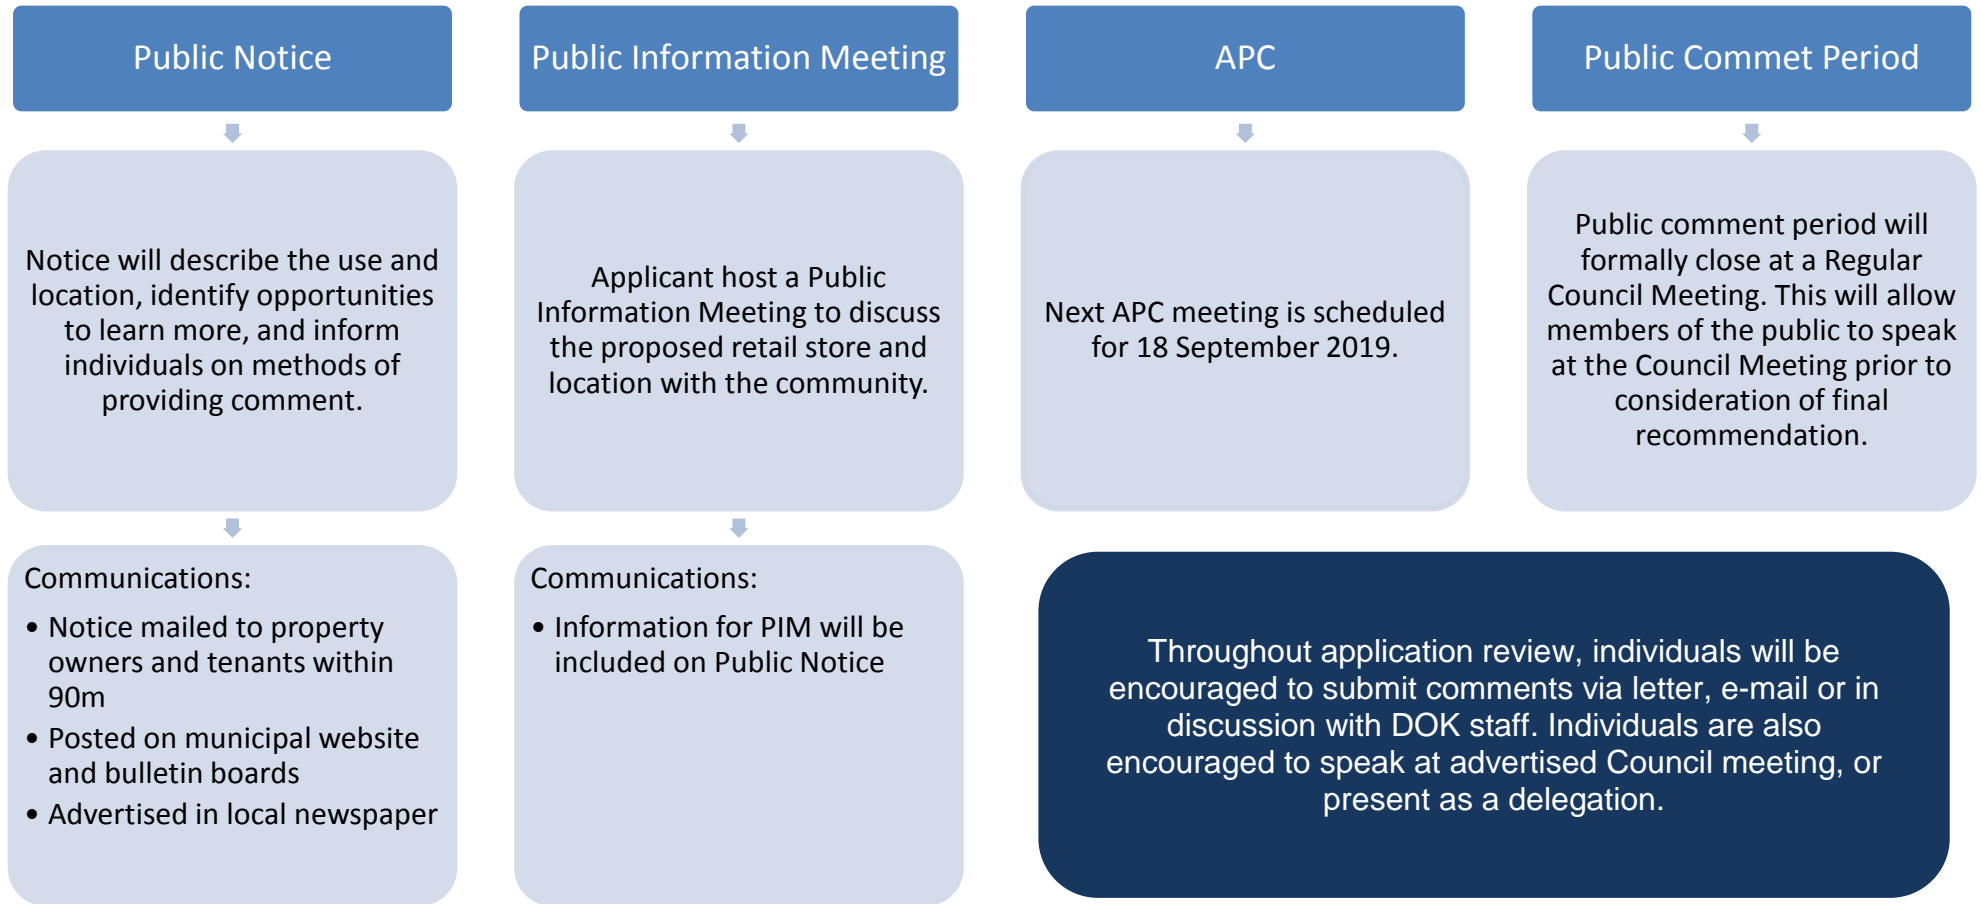 Public Notice
Notice will describe the use and
location, identify opportunities
to learn more, and inform
individuals on methods of
providing comment.
Communications:
• Notice mailed to property
owners and tenants within
90m
• Posted on municipal website
and bulletin boards
• Advertised in local newspaper
Public Information Meeting
Applicant host a Public
Information Meeting to discuss
the proposed retail store and
location with the community.
Communications:
• Information for PIM will be
included on Public Notice
APC
Next APC meeting is scheduled
for 18 September 2019.
Public Commet Period
Public comment period will
formally close at a Regular
Council Meeting. This will allow
members of the public to speak
at the Council Meeting prior to
consideration of final
recommendation.
Throughout application review, individuals will be
encouraged to submit comments via letter, e-mail or in
discussion with DOK staff. Individuals are also
encouraged to speak at advertised Council meeting, or
present as a delegation.